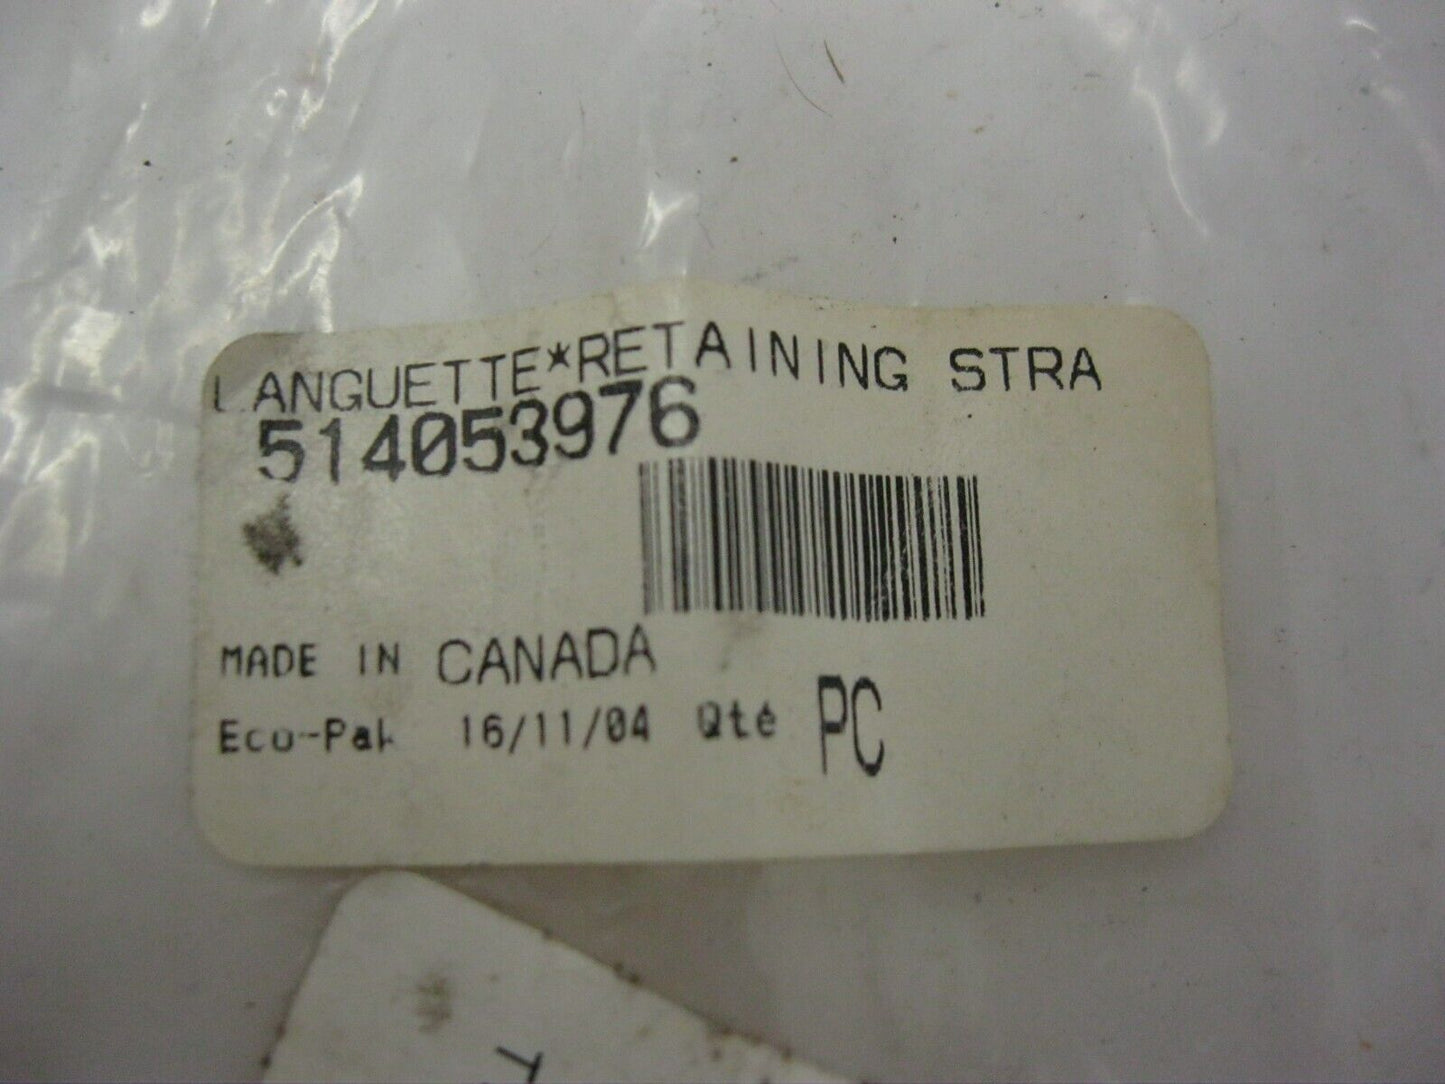 LANGUETTE*RETAINING STRA
514053976
MADE IN CANADA
Eco-Pak 16/11/04 Qté PC